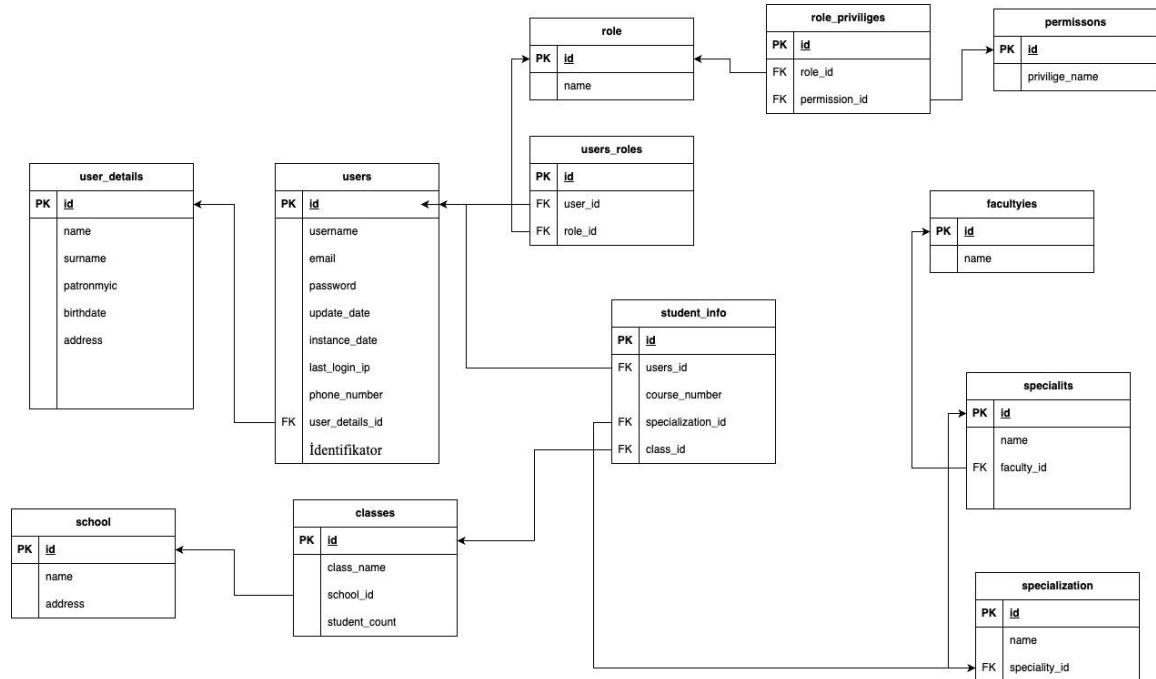 role
PK id
name
role_priviliges
PK id
FK role_id
FK permission_id
permissons
PK id
privilige_name
users_roles
PK id
FK user_id
FK role_id
user_details
PK id
name
surname
patronmyic
birthdate
address
users
PK id
username
email
password
update_date
instance_date
last_login_ip
phone_number
FK user_details_id
İdentifikator
facultyies
PK id
name
student_info
PK id
FK users_id
course_number
FK specialization_id
FK class_id
specialits
PK id
name
FK faculty_id
school
PK id
name
address
classes
PK id
class_name
school_id
student_count
specialization
PK id
name
FK speciality_id